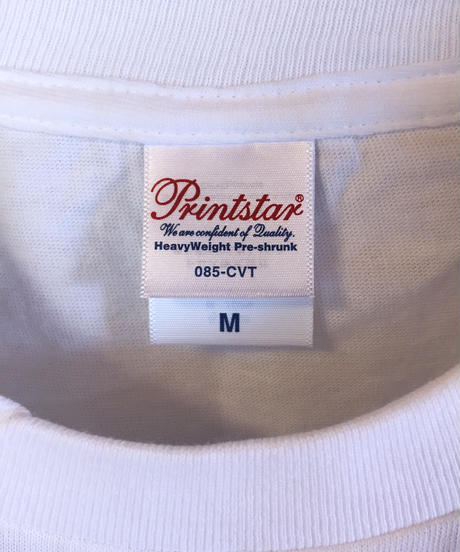 Printstar®
We are confident of Quality.
HeavyWeight Pre-shrunk
085-CVT
M